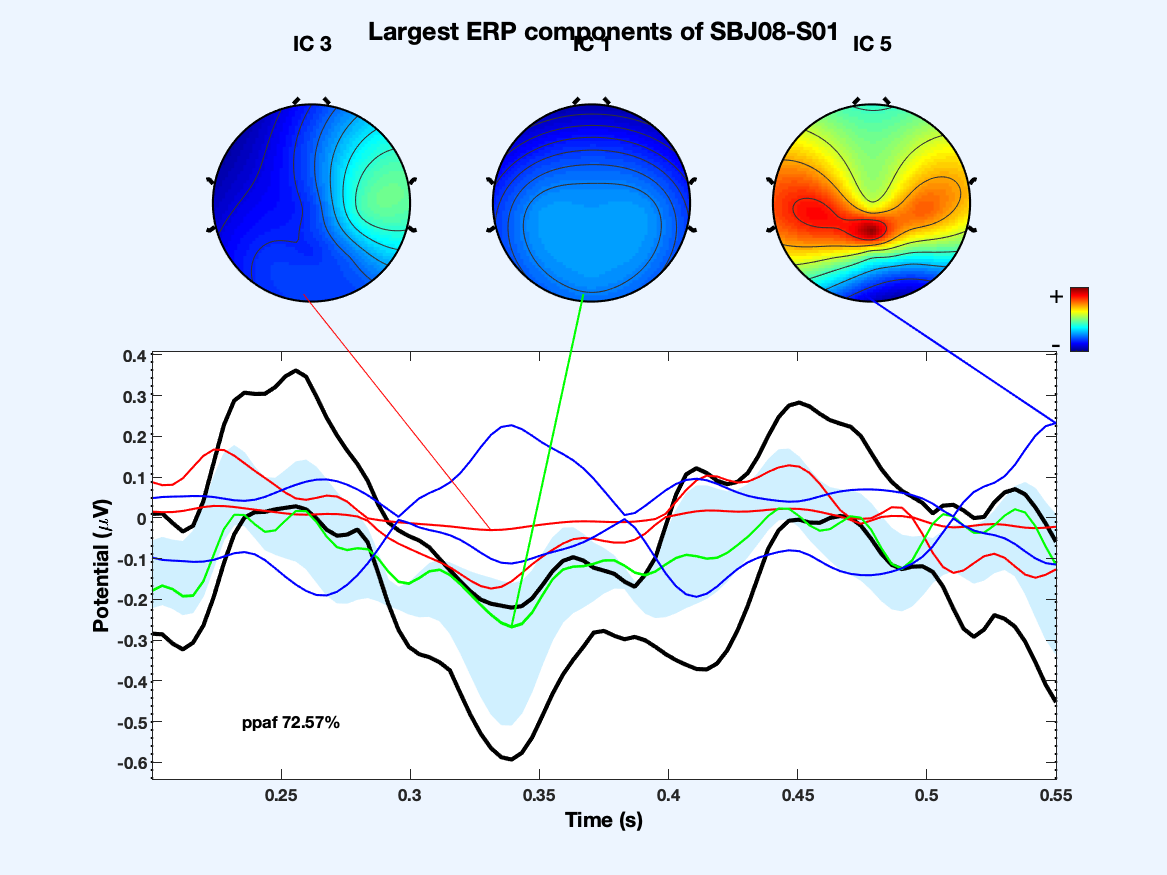 Largest ERP components of SBJ08-S01
IC 3
IC 1
IC 5
+
-
0.4
0.3
0.2
0.1
0
-0.1
-0.2
-0.3
-0.4
-0.5
-0.6
Potential (μV)
ppaf 72.57%
0.25
0.3
0.35
0.4
0.45
0.5
0.55
Time (s)